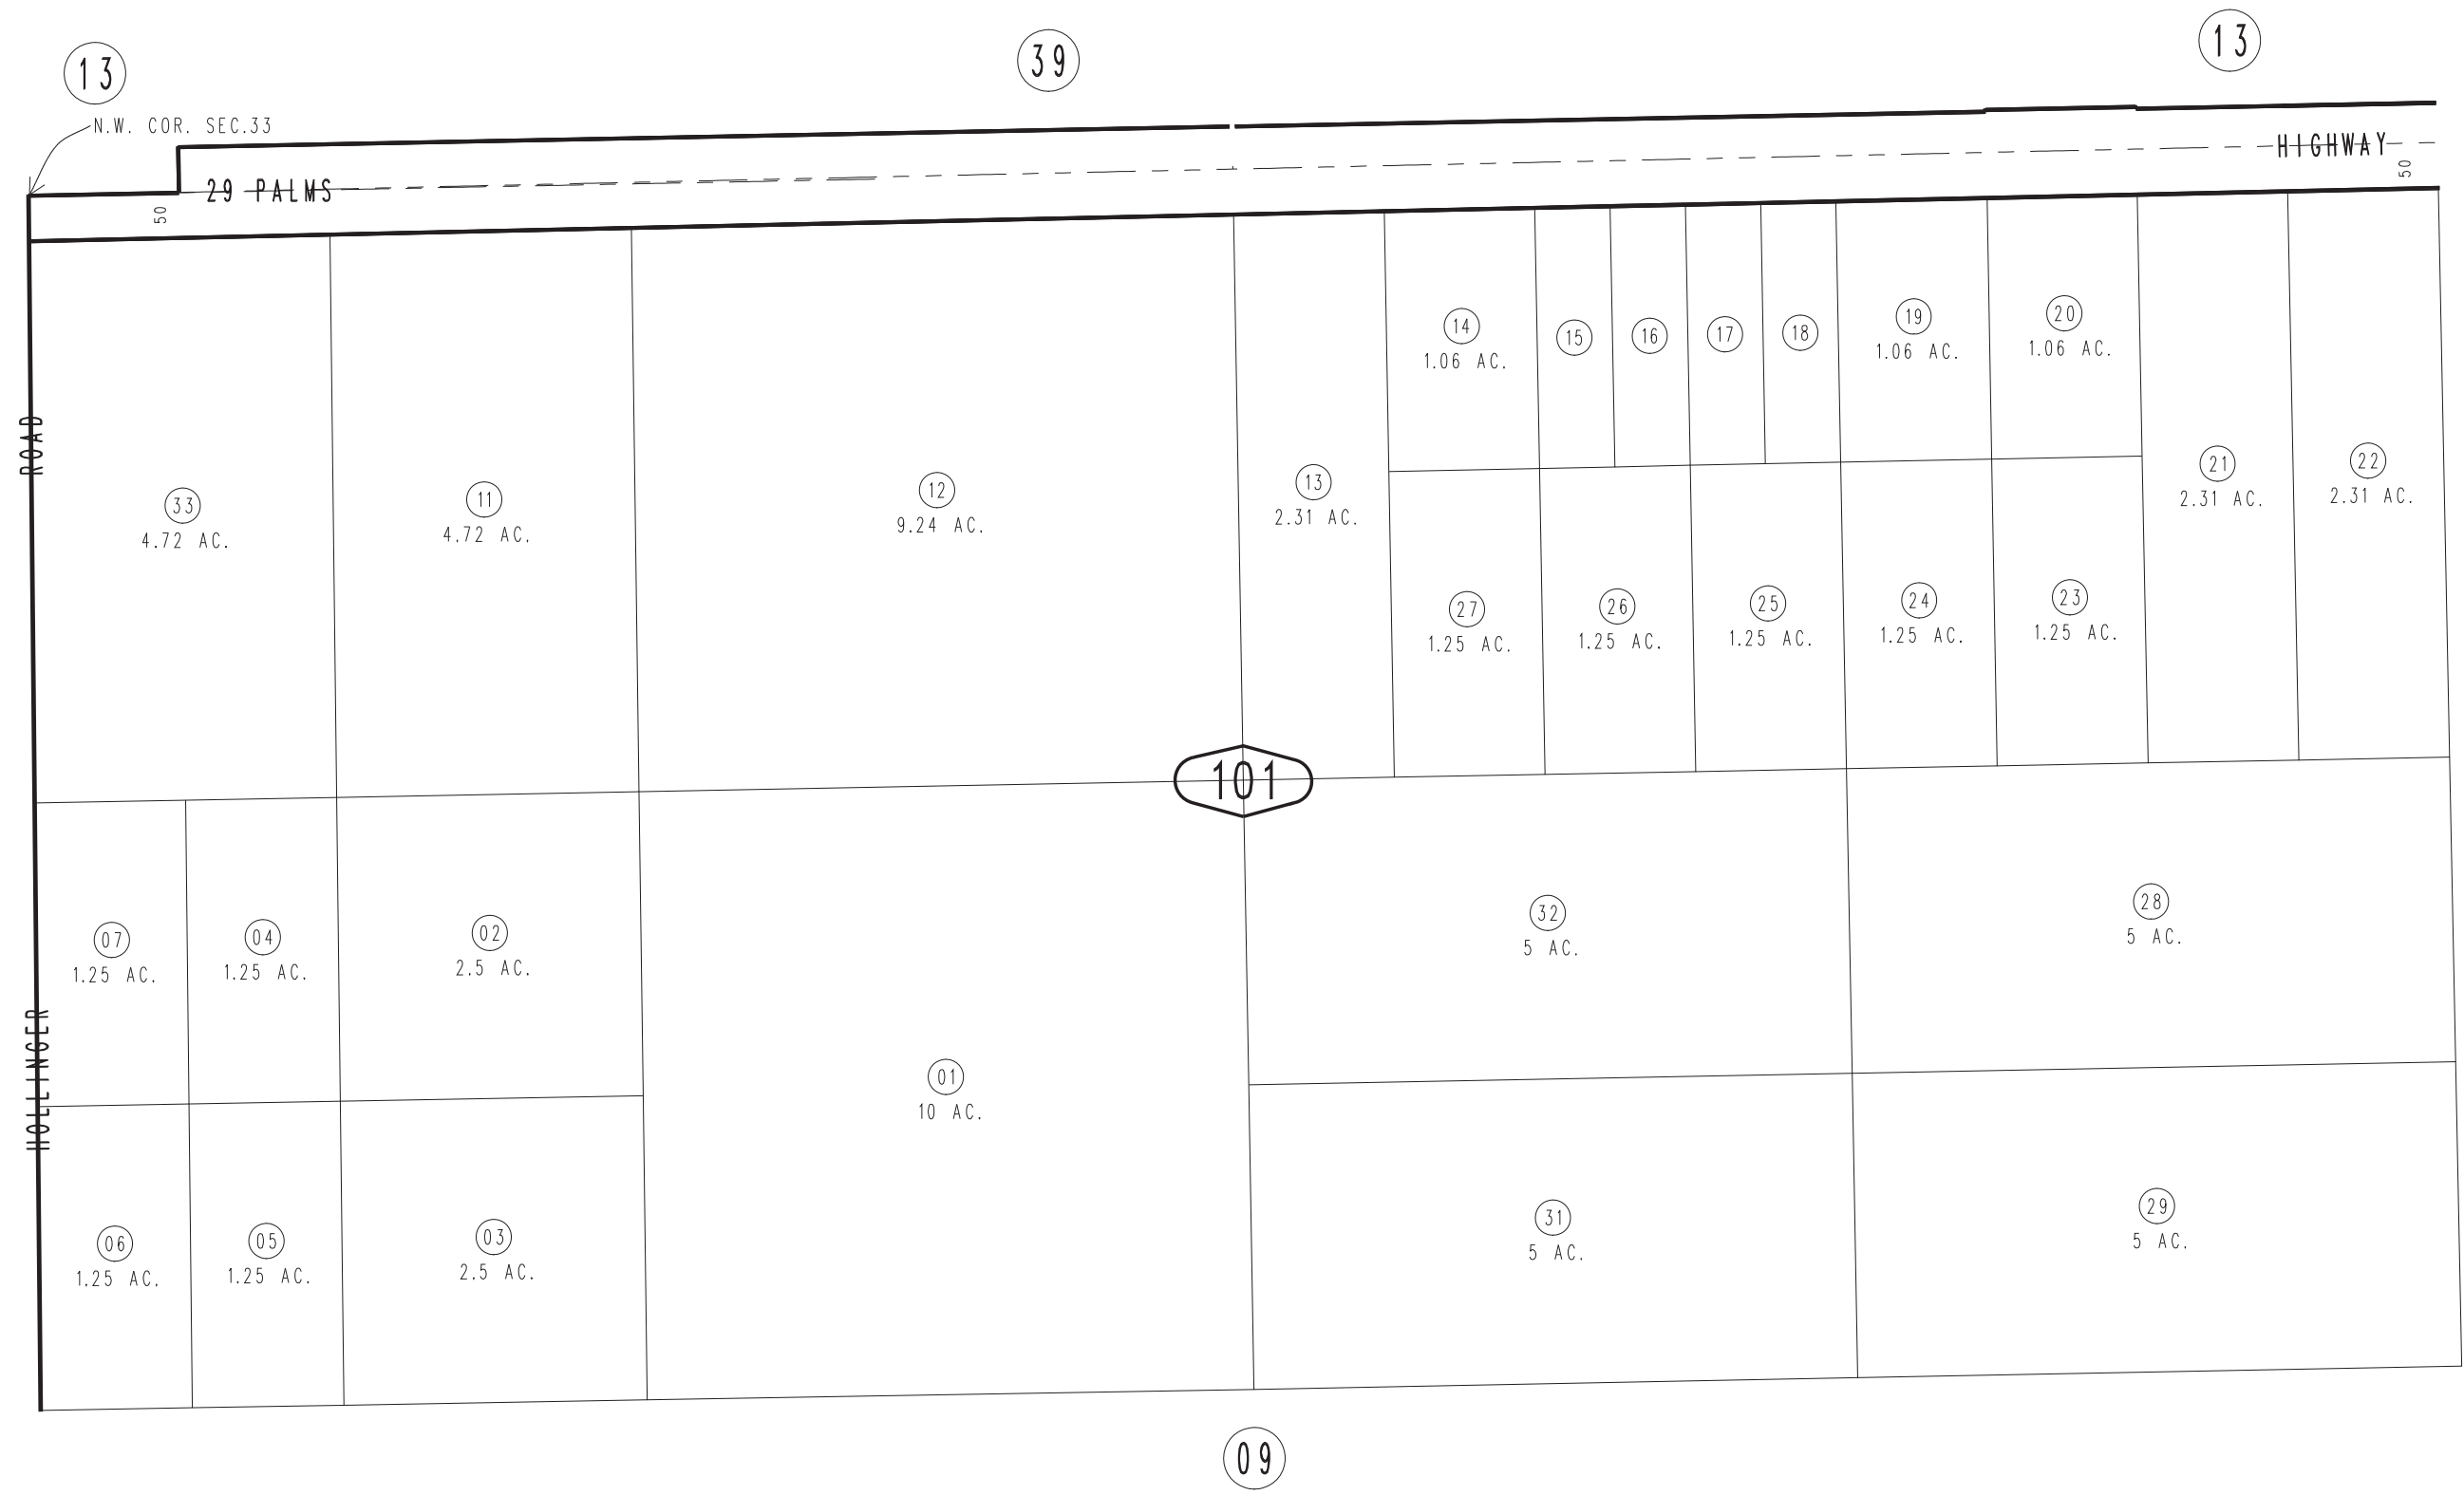 13
39
13
N.W. COR. SEC.33
29 PALMS
HIGHWAY
50
50
ROAD
HOLLINGER
33
4.72 AC.
11
4.72 AC.
12
9.24 AC.
13
2.31 AC.
14
1.06 AC.
15
16
17
18
19
1.06 AC.
20
1.06 AC.
21
2.31 AC.
22
2.31 AC.
27
1.25 AC.
26
1.25 AC.
25
1.25 AC.
24
1.25 AC.
23
1.25 AC.
101
07
1.25 AC.
04
1.25 AC.
02
2.5 AC.
01
10 AC.
32
5 AC.
28
5 AC.
06
1.25 AC.
05
1.25 AC.
03
2.5 AC.
31
5 AC.
29
5 AC.
09